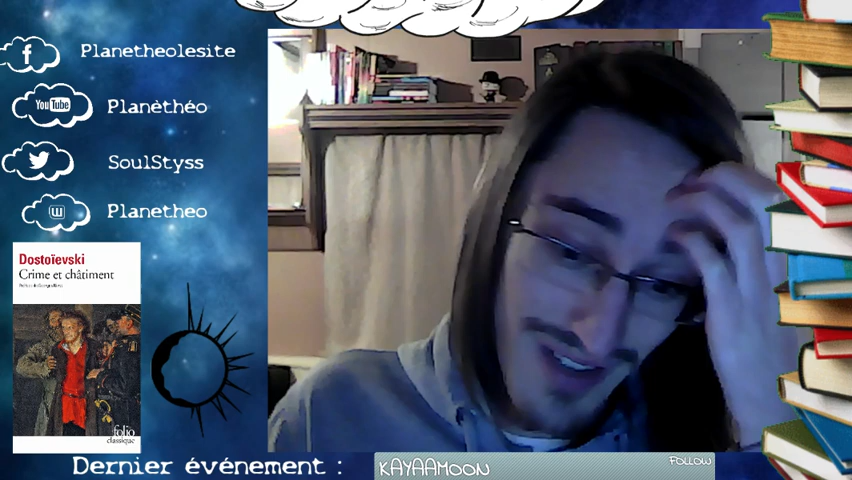 f Planetheolesite
YouTube Planèthéo
SoulStyss
w Planetheo
Dostoïevski
Crime et châtiment
folio
classique
Dernier événement :
KAYAAMOON
FOLLOW